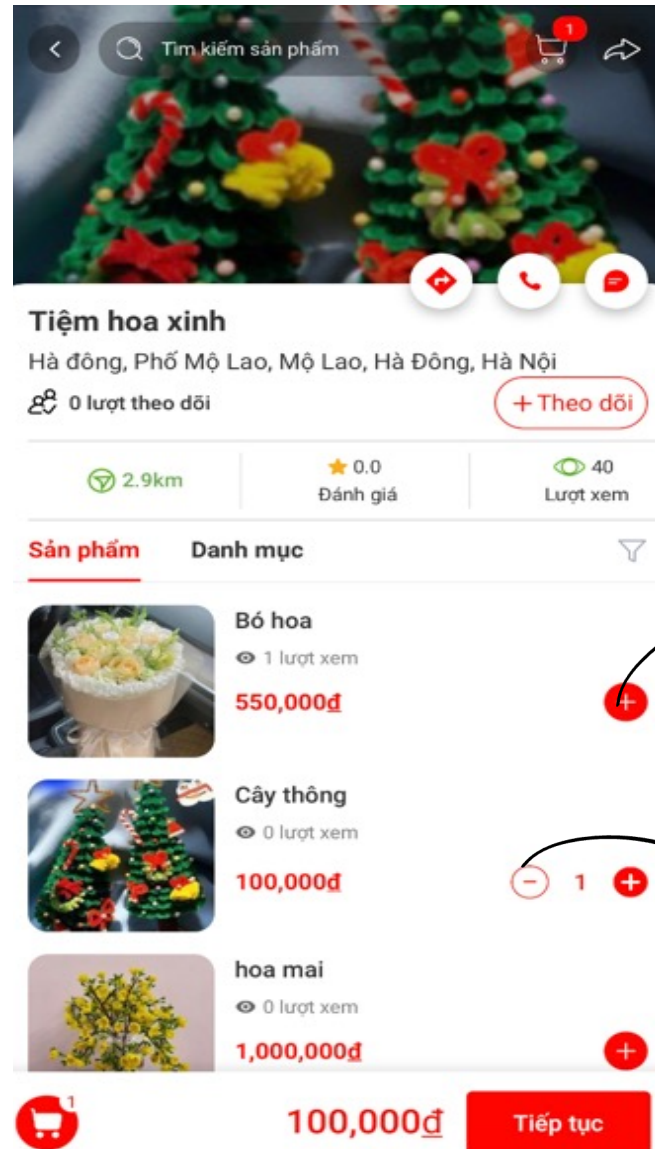 Tìm kiếm sản phẩm
1
Tiệm hoa xinh
Hà đông, Phố Mộ Lao, Mộ Lao, Hà Đông, Hà Nội
0 lượt theo dõi
+ Theo dõi
2.9km
0.0
40
Đánh giá
Lượt xem
Sản phẩm Danh mục
Bó hoa
1 lượt xem
550,000đ
+
Cây thông
0 lượt xem
100,000đ
− 1 +
hoa mai
0 lượt xem
1,000,000đ
+
1
100,000đ
Tiếp tục